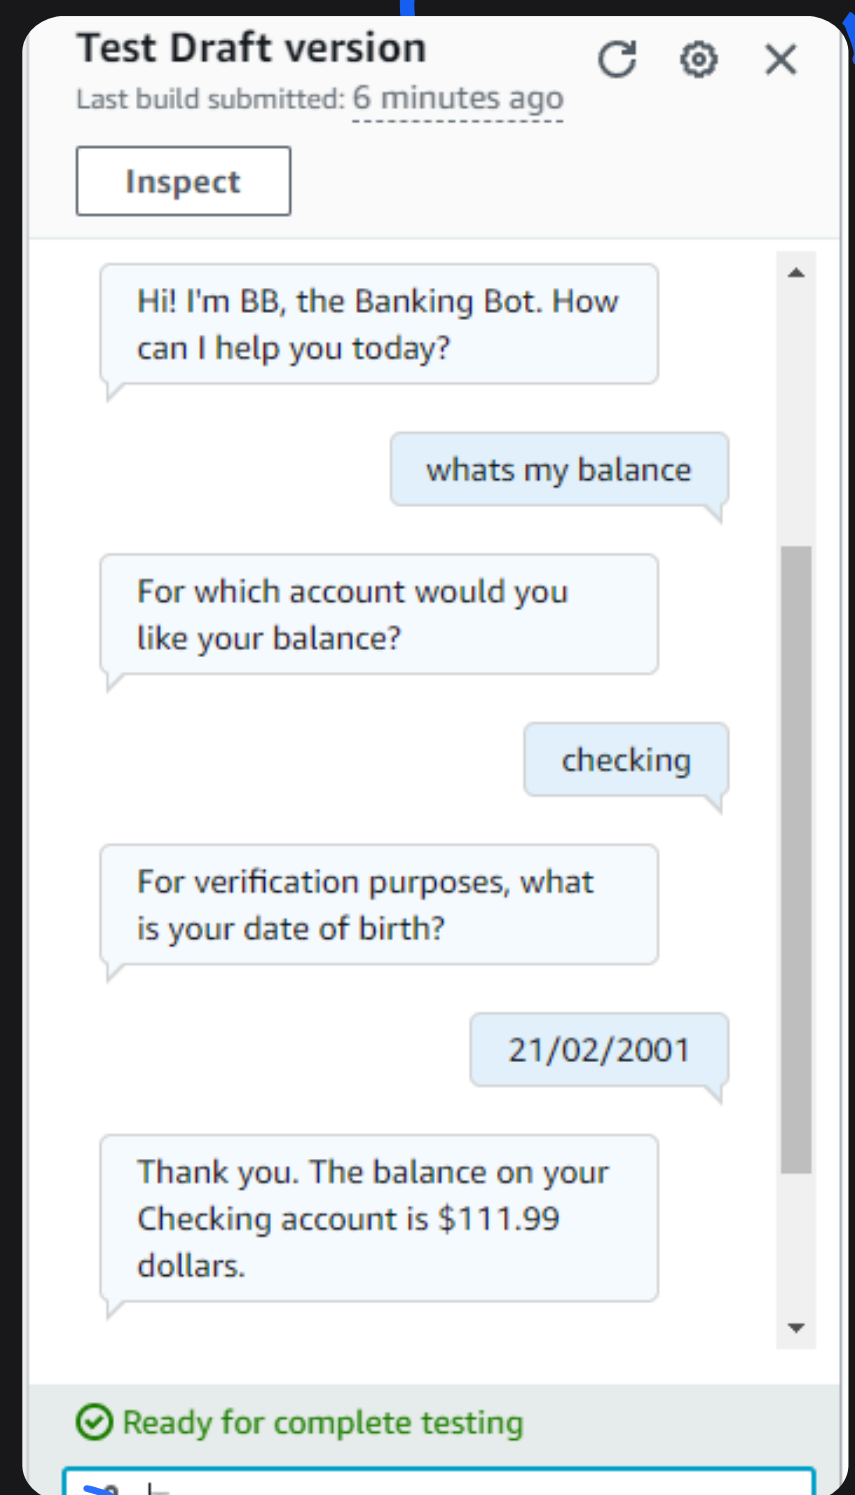 Test Draft version
Last build submitted: 6 minutes ago
Inspect
Hi! I'm BB, the Banking Bot. How
can I help you today?
whats my balance
For which account would you
like your balance?
checking
For verification purposes, what
is your date of birth?
21/02/2001
Thank you. The balance on your
Checking account is $111.99
dollars.
Ready for complete testing